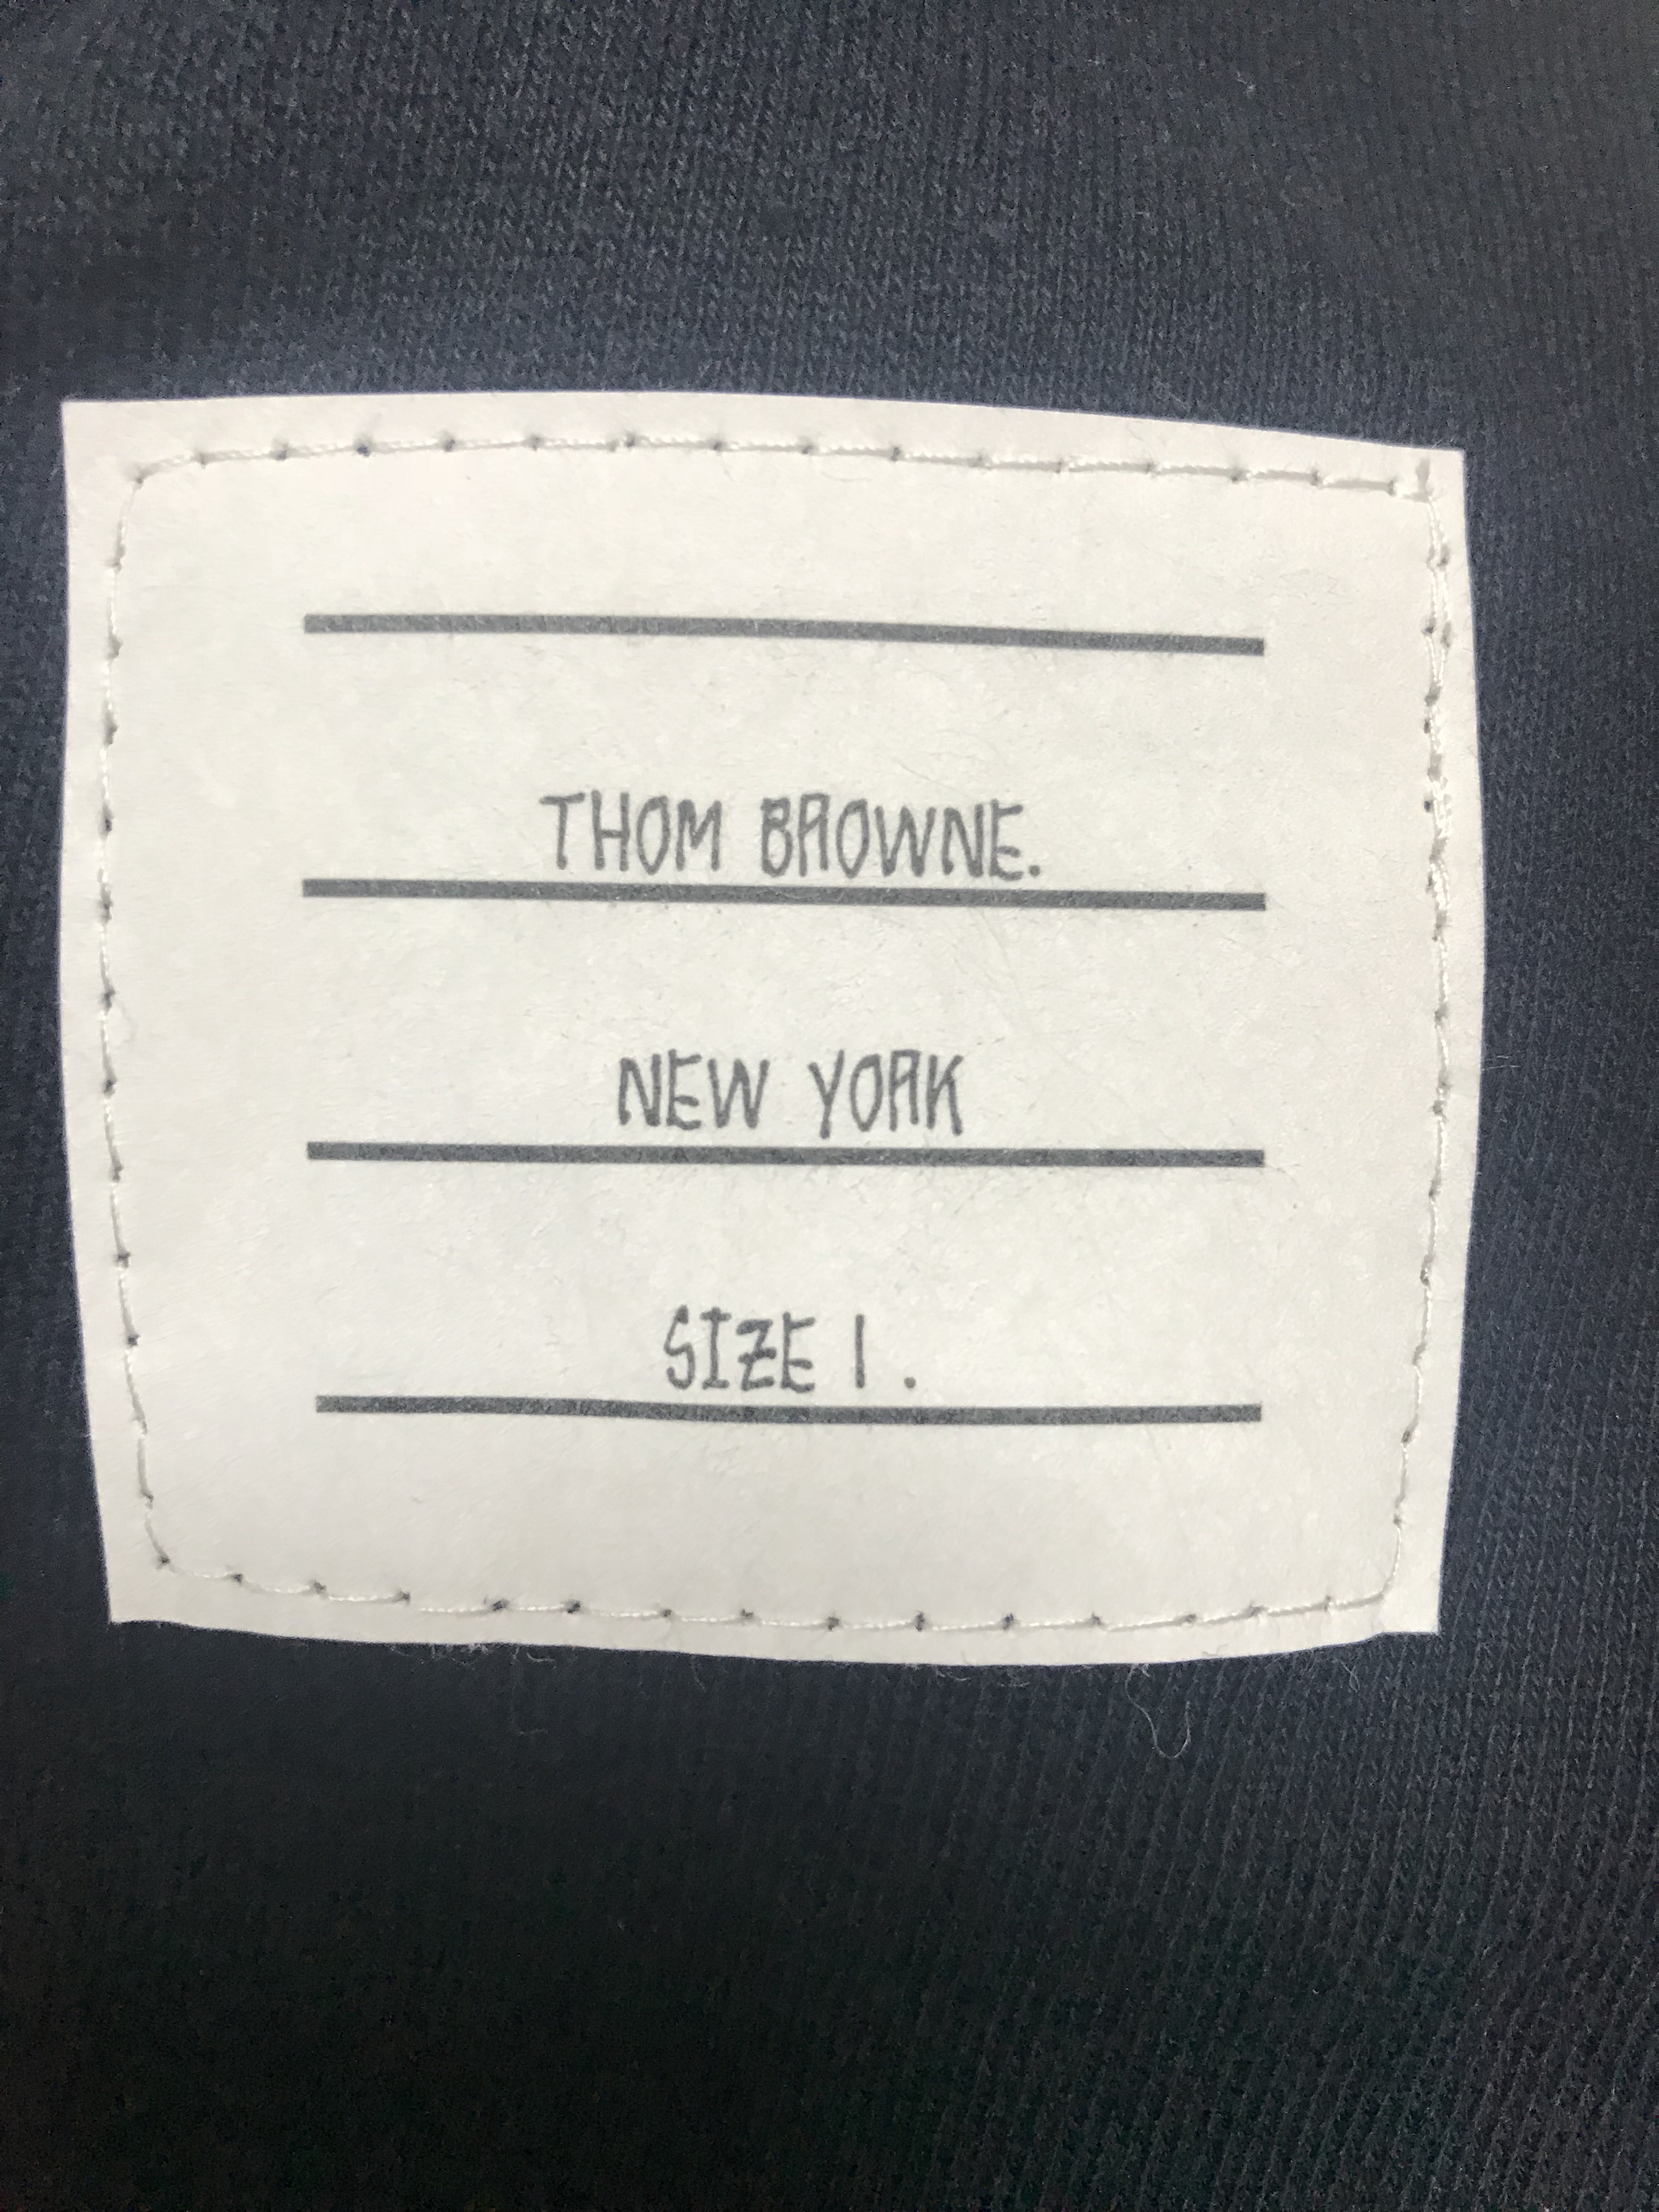 THOM BROWNE.
NEW YORK
SIZE 1.